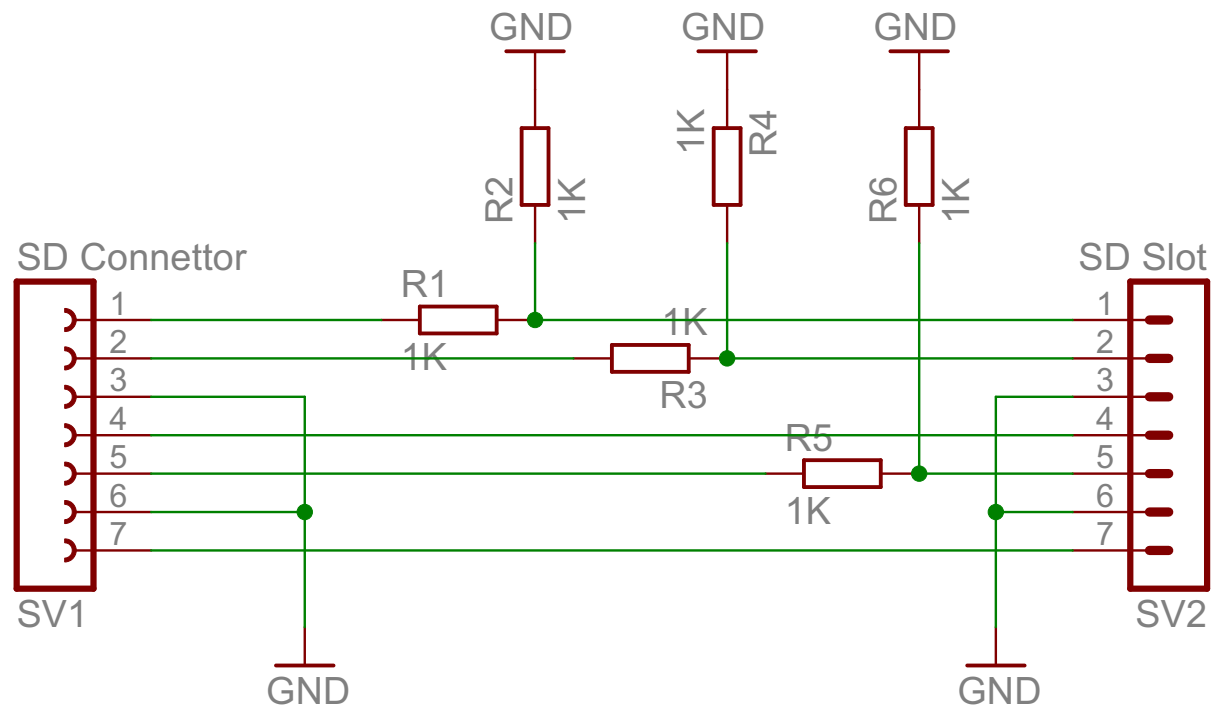 GND GND GND
1K R4
R2 1K R6 1K
SD Connettor SD Slot
R1
1 1
1K
2 2
1K
3 R3 3
4 4
R5
5 5
6 1K 6
7 7
SV1 SV2
GND GND